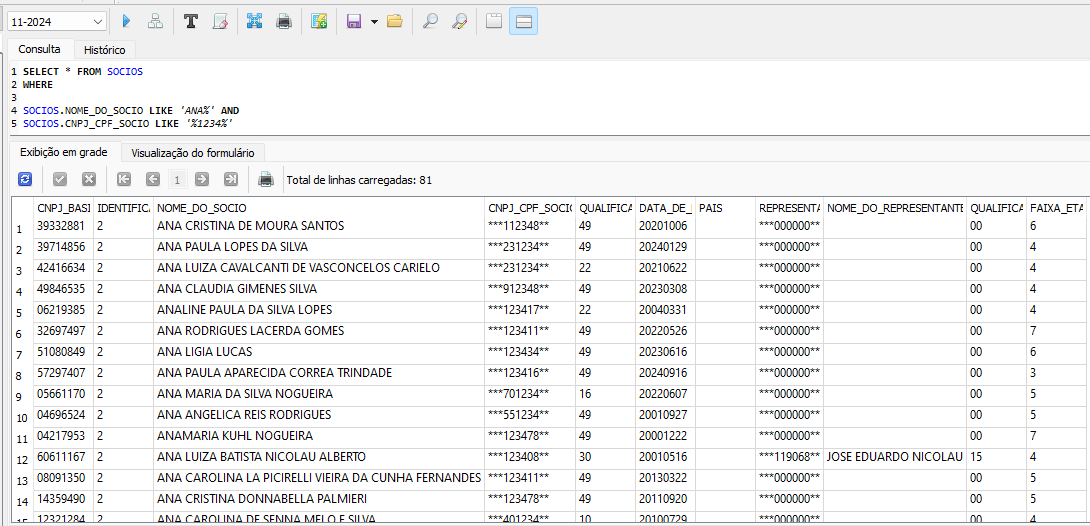 11-2024
Consulta Histórico
1 SELECT * FROM SOCIOS
2 WHERE
3
4 SOCIOS.NOME_DO_SOCIO LIKE 'ANA%' AND
5 SOCIOS.CNPJ_CPF_SOCIO LIKE '%1234%'
Exibição em grade Visualização do formulário
1 Total de linhas carregadas: 81
CNPJ_BASI IDENTIFICA NOME_DO_SOCIO CNPJ_CPF_SOCIO QUALIFICA DATA_DE_ PAIS REPRESENTA NOME_DO_REPRESENTANTE QUALIFICA FAIXA_ETA
1 39332881 2 ANA CRISTINA DE MOURA SANTOS ***112348** 49 20201006 ***000000** 00 6
2 39714856 2 ANA PAULA LOPES DA SILVA ***231234** 49 20240129 ***000000** 00 4
3 42416634 2 ANA LUIZA CAVALCANTI DE VASCONCELOS CARIELO ***231234** 22 20210622 ***000000** 00 4
4 49846535 2 ANA CLAUDIA GIMENES SILVA ***912348** 49 20230308 ***000000** 00 4
5 06219385 2 ANALINE PAULA DA SILVA LOPES ***123417** 22 20040331 ***000000** 00 4
6 32697497 2 ANA RODRIGUES LACERDA GOMES ***123411** 49 20220526 ***000000** 00 7
7 51080849 2 ANA LIGIA LUCAS ***123434** 49 20230616 ***000000** 00 6
8 57297407 2 ANA PAULA APARECIDA CORREA TRINDADE ***123416** 49 20240916 ***000000** 00 3
9 05661170 2 ANA MARIA DA SILVA NOGUEIRA ***701234** 16 20220607 ***000000** 00 5
10 04696524 2 ANA ANGELICA REIS RODRIGUES ***551234** 49 20010927 ***000000** 00 5
11 04217953 2 ANAMARIA KUHL NOGUEIRA ***123478** 49 20001222 ***000000** 00 7
12 60611167 2 ANA LUIZA BATISTA NICOLAU ALBERTO ***123408** 30 20010516 ***119068** JOSE EDUARDO NICOLAU 15 4
13 08091350 2 ANA CAROLINA LA PICIRELLI VIEIRA DA CUNHA FERNANDES ***123411** 49 20130322 ***000000** 00 5
14 14359490 2 ANA CRISTINA DONNABELLA PALMIERI ***123478** 49 20110920 ***000000** 00 5
15 12321284 2 ANA CAROLINA DE SENNA MELO E SILVA ***401234** 10 20100729 ***000000** 00 4